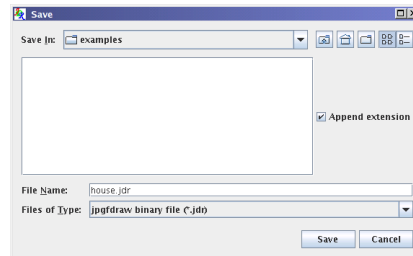 Save
Save In: examples
Append extension
File Name: house.jdr
Files of Type: jpgfdraw binary file (*.jdr)
Save Cancel